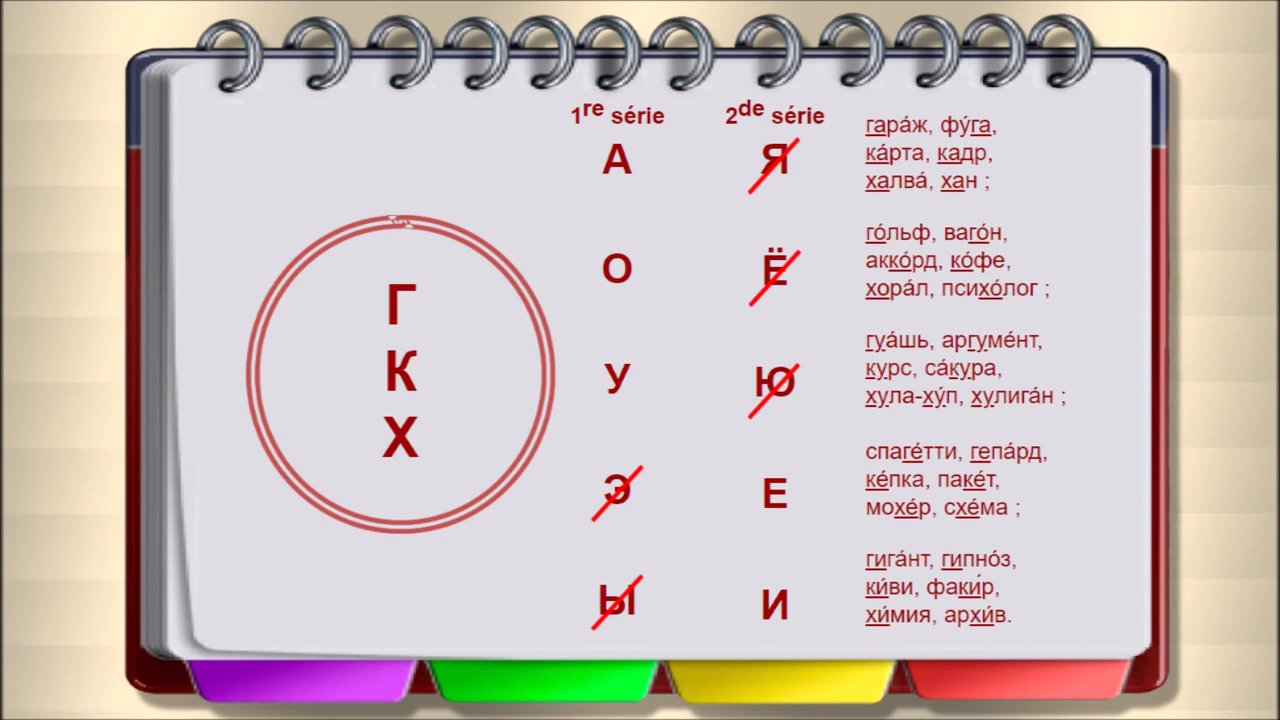 1re série 2de série
Г
К
Х
А Я
О Ё
У Ю
Э Е
Ы И
гара́ж, фу́га,
ка́рта, кадр,
халва́, хан ;
го́льф, ваго́н,
акко́рд, ко́фе,
хора́л, психо́лог ;
гуа́шь, аргуме́нт,
курс, са́кура,
хула-ху́п, хулига́н ;
спаге́тти, гепа́рд,
ке́пка, паке́т,
мохе́р, схе́ма ;
гига́нт, гипно́з,
ки́ви, факи́р,
хи́мия, архи́в.